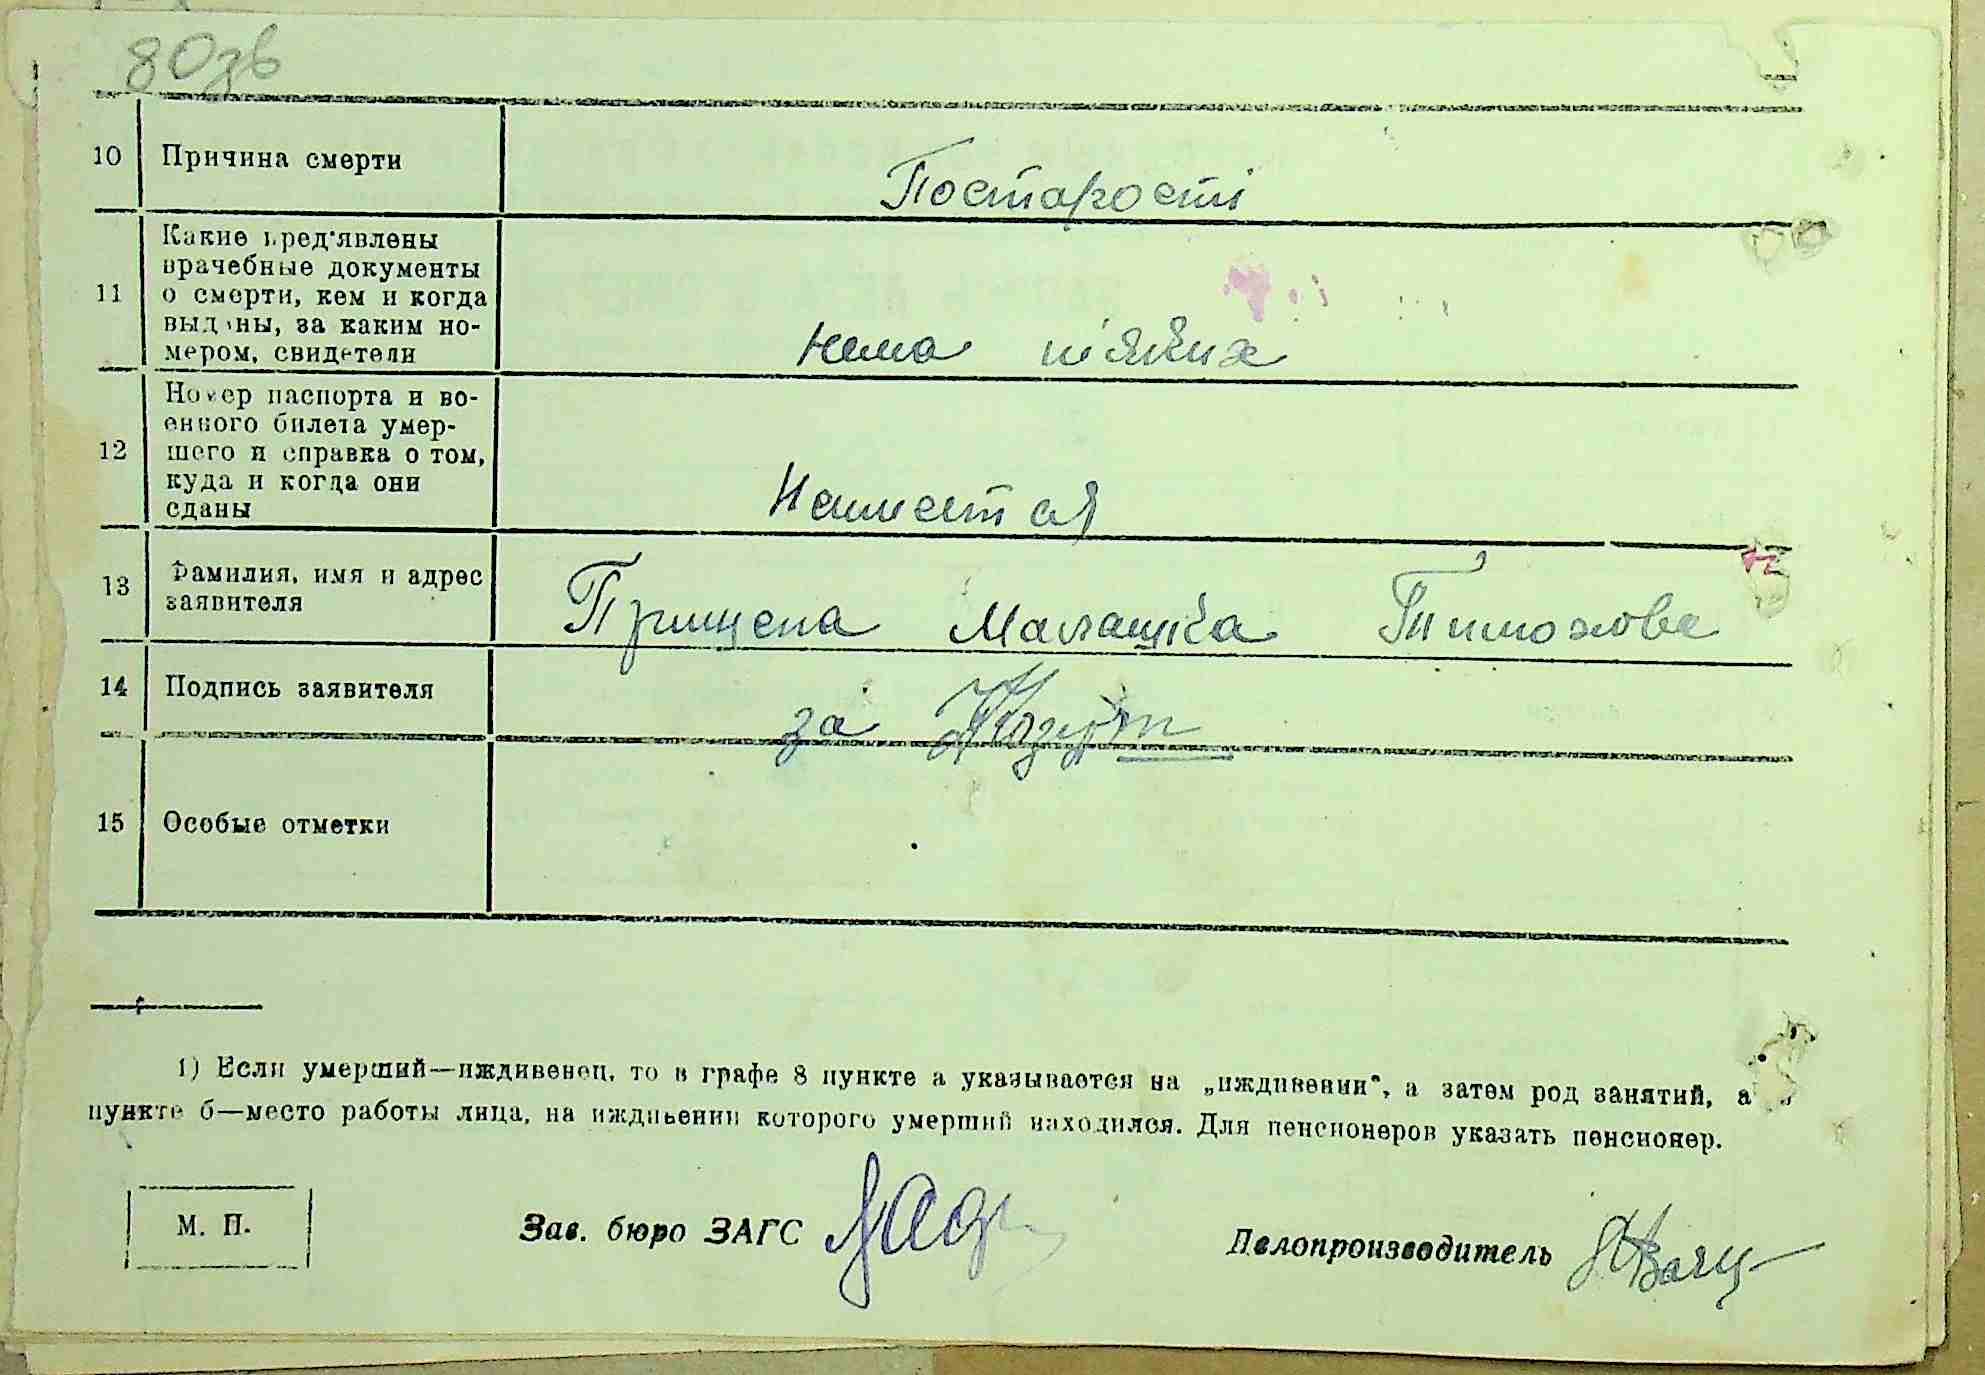 80зв
10 Причина смерти Постарости
11 Какие пред'явлены
врачебные документы
о смерти, кем и когда
выданы, за каким но-
мером, свидетели
Нема ніяких
12 Номер паспорта и во-
енного билета умер-
шего и справка о том,
куда и когда они
сданы
13 Фамилия, имя и адрес
заявителя
Прищепа Малашка
14 Подпись заявителя за
15 Особые отметки
1) Если умерший—иждивенец, то в графе 8 пункте а указывается на „иждивении", а затем род занятий, а
пункте б—место работы лица, на иждивении которого умерший находился. Для пенсионеров указать пенсионер.
М. П.
Зав. бюро ЗАГС
Делопроизводитель